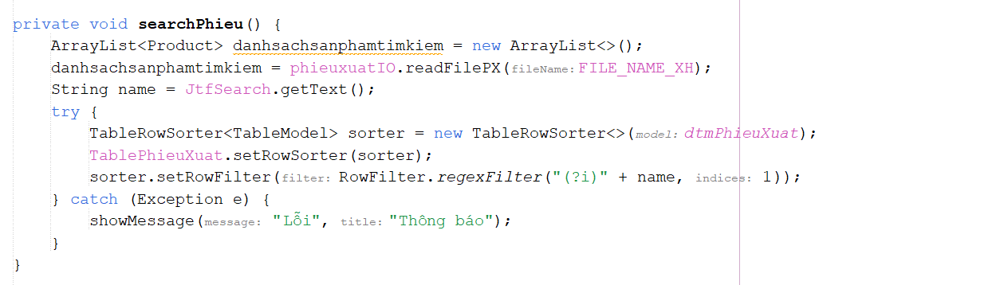 private void searchPhieu() {
    ArrayList<Product> danhsachsanphamtimkiem = new ArrayList<>();
    danhsachsanphamtimkiem = phieuxuatIO.readFilePX(fileName: FILE_NAME_XH);
    String name = JtfSearch.getText();
    try {
        TableRowSorter<TableModel> sorter = new TableRowSorter<>(model: dtmPhieuXuat);
        TablePhieuXuat.setRowSorter(sorter);
        sorter.setRowFilter(filter: RowFilter.regexFilter("(?i)" + name, indices: 1));
    } catch (Exception e) {
        showMessage(message: "Lỗi", title: "Thông báo");
    }
}